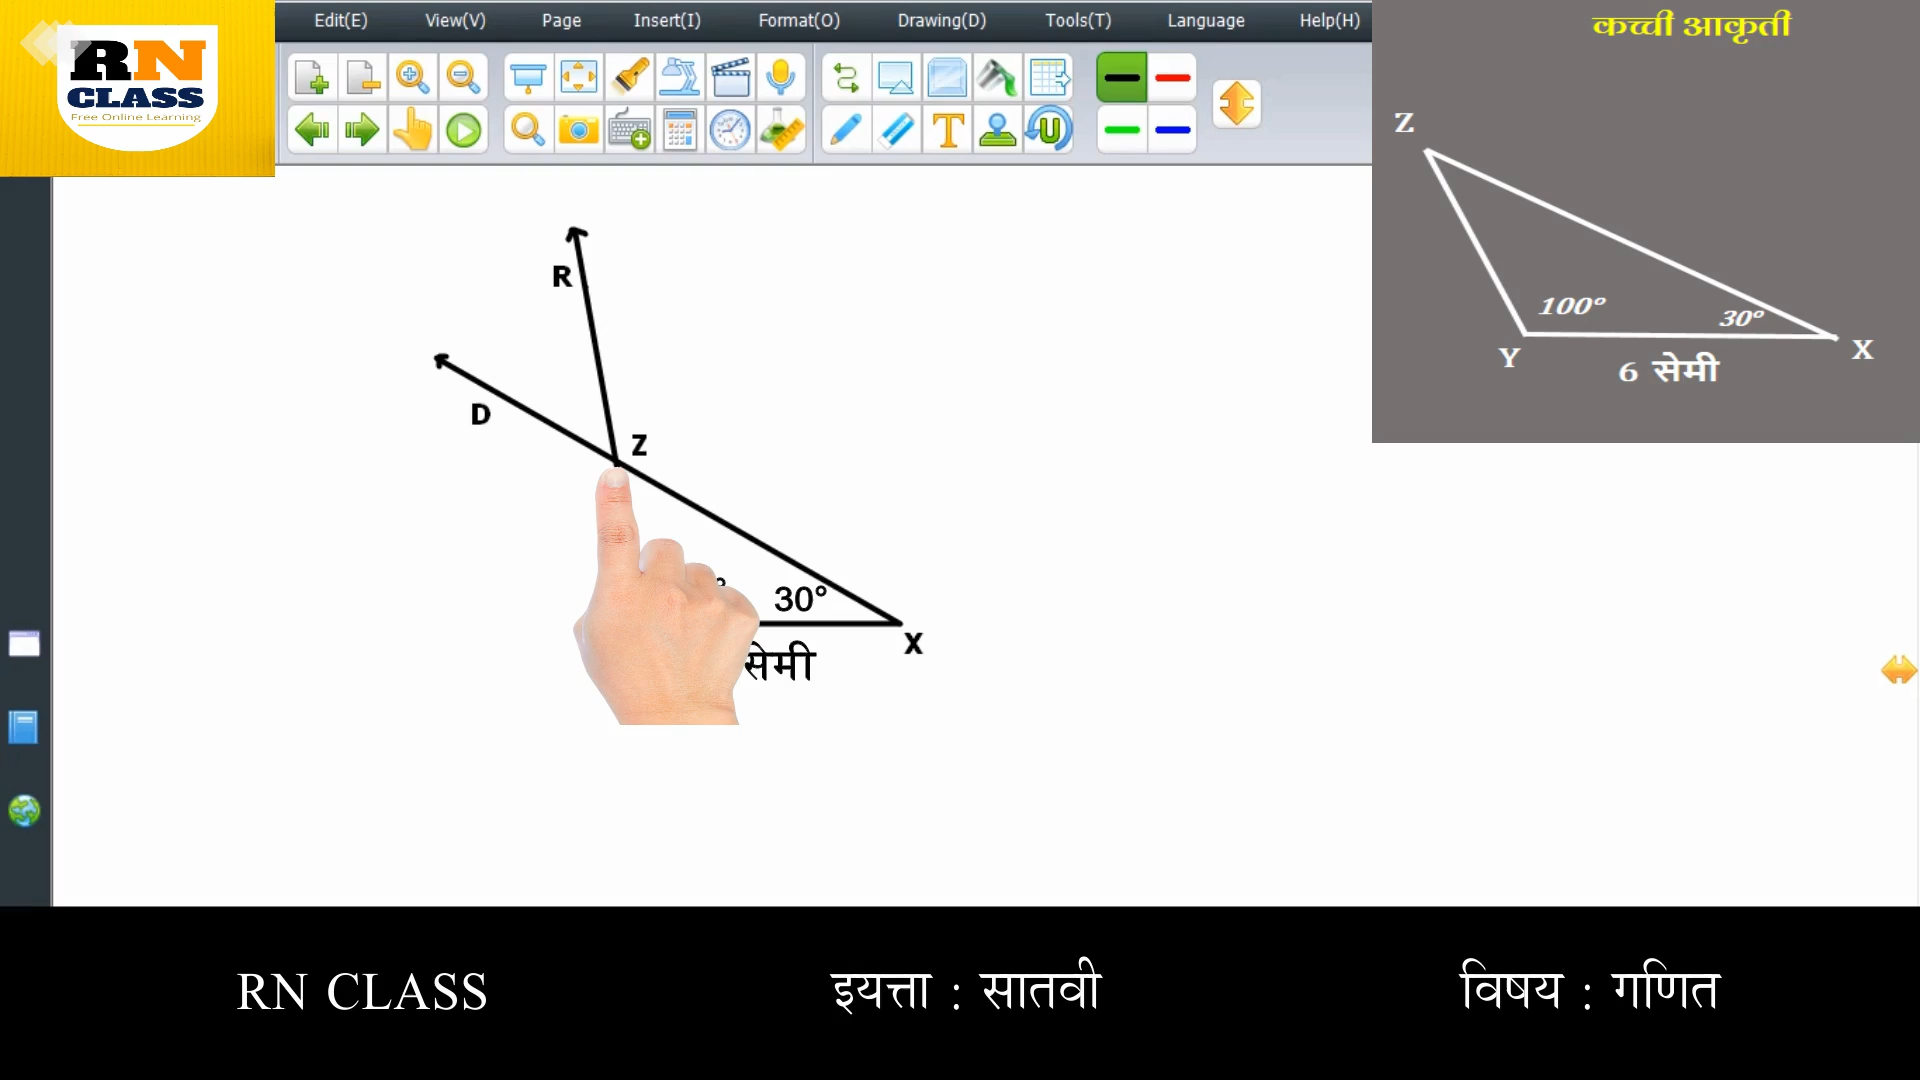 RN
CLASS
Free Online Learning
Edit(E) View(V) Page Insert(I) Format(O) Drawing(D) Tools(T) Language Help(H)
कच्ची आकृती
Z
100°
30°
Y
X
6 सेमी
R
D
Z
30°
X
सेमी
RN CLASS
इयत्ता : सातवी
विषय : गणित